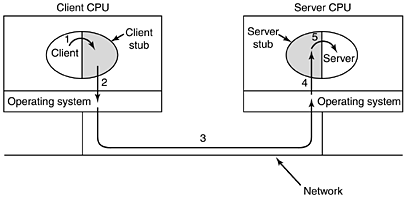 Client CPU
Server CPU
1
Client
stub
Client
2
Operating system
Server
stub
5
Server
4
Operating system
3
Network